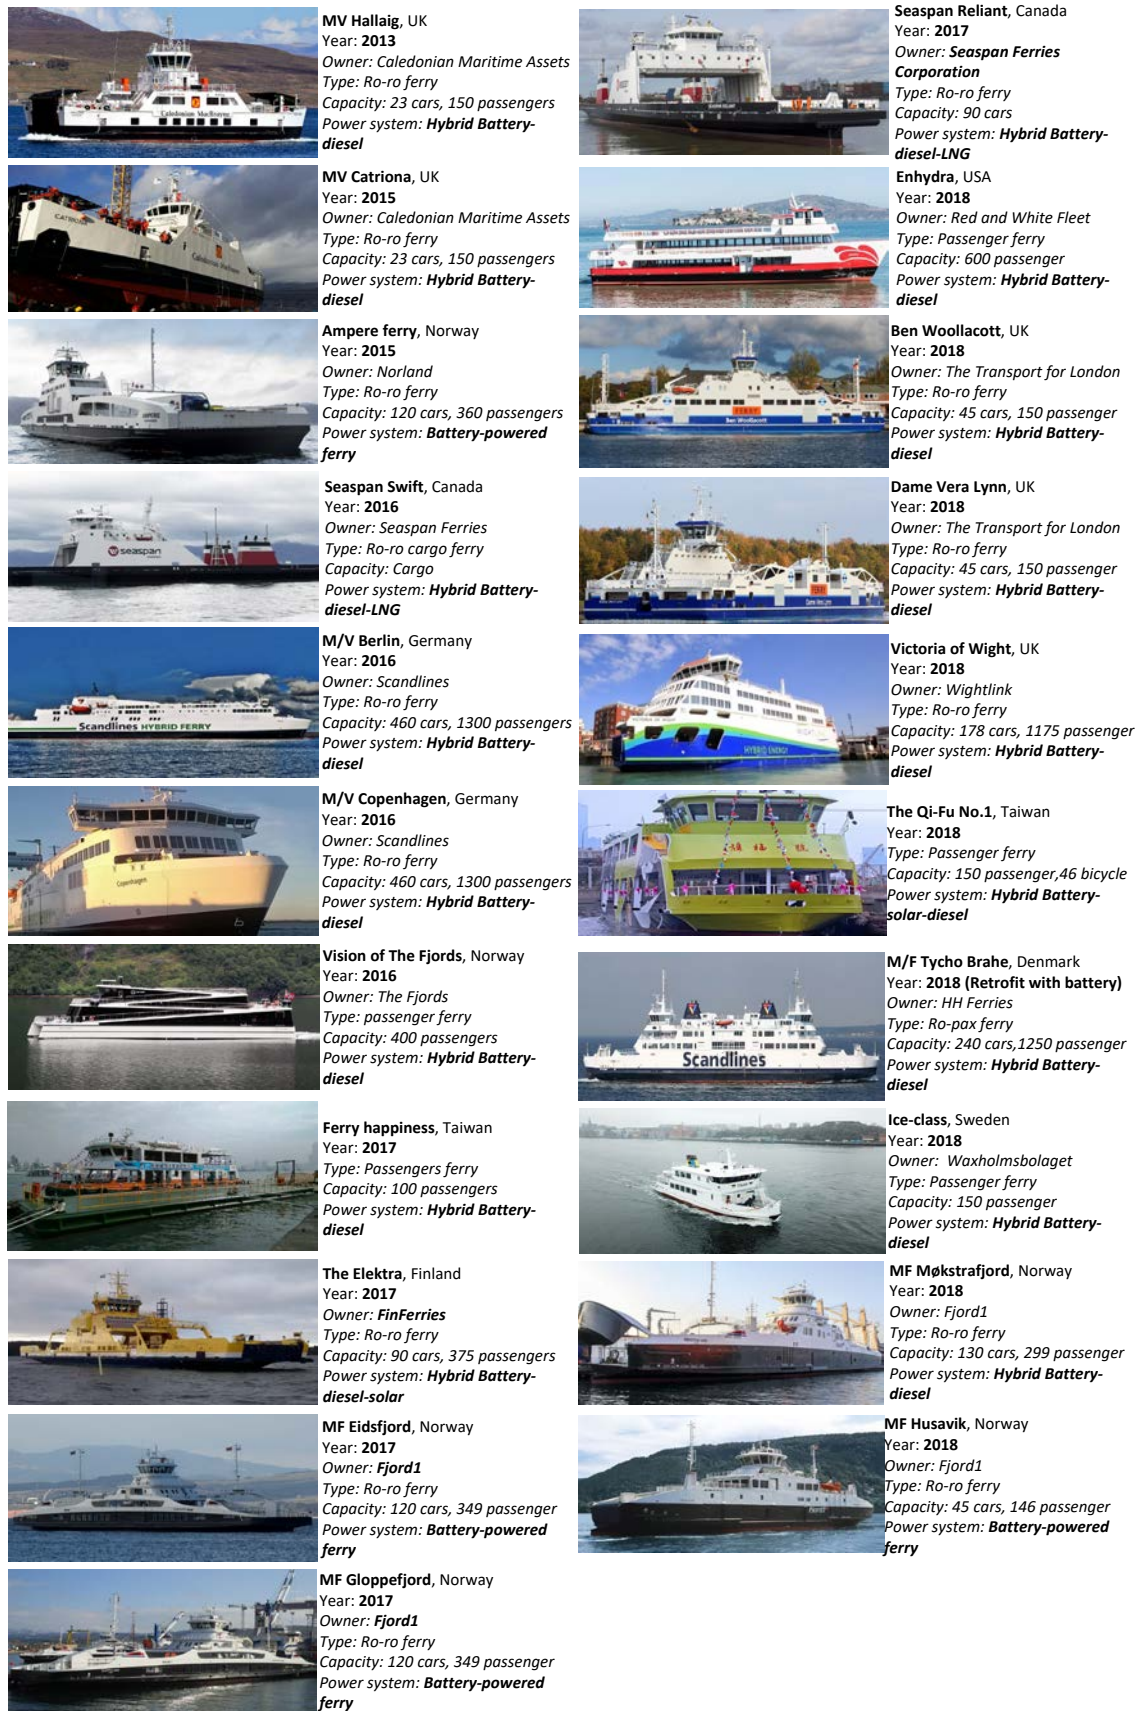 MV Hallaig, UK
Year: 2013
Owner: Caledonian Maritime Assets
Type: Ro-ro ferry
Capacity: 23 cars, 150 passengers
Power system: Hybrid Battery-
diesel
Caledonian MacBrayne
MV Catriona, UK
Year: 2015
Owner: Caledonian Maritime Assets
Type: Ro-ro ferry
Capacity: 23 cars, 150 passengers
Power system: Hybrid Battery-
diesel
CATRIONA
Caledonian MacBrayne
Ampere ferry, Norway
Year: 2015
Owner: Norland
Type: Ro-ro ferry
Capacity: 120 cars, 360 passengers
Power system: Battery-powered
ferry
AMPERE
Seaspan Swift, Canada
Year: 2016
Owner: Seaspan Ferries
Type: Ro-ro cargo ferry
Capacity: Cargo
Power system: Hybrid Battery-
diesel-LNG
seaspan
M/V Berlin, Germany
Year: 2016
Owner: Scandlines
Type: Ro-ro ferry
Capacity: 460 cars, 1300 passengers
Power system: Hybrid Battery-
diesel
Scandlines HYBRID FERRY
M/V Copenhagen, Germany
Year: 2016
Owner: Scandlines
Type: Ro-ro ferry
Capacity: 460 cars, 1300 passengers
Power system: Hybrid Battery-
diesel
Copenhagen
Vision of The Fjords, Norway
Year: 2016
Owner: The Fjords
Type: passenger ferry
Capacity: 400 passengers
Power system: Hybrid Battery-
diesel
Ferry happiness, Taiwan
Year: 2017
Type: Passengers ferry
Capacity: 100 passengers
Power system: Hybrid Battery-
diesel
The Elektra, Finland
Year: 2017
Owner: FinFerries
Type: Ro-ro ferry
Capacity: 90 cars, 375 passengers
Power system: Hybrid Battery-
diesel-solar
MF Eidsfjord, Norway
Year: 2017
Owner: Fjord1
Type: Ro-ro ferry
Capacity: 120 cars, 349 passenger
Power system: Battery-powered
ferry
MF Gloppefjord, Norway
Year: 2017
Owner: Fjord1
Type: Ro-ro ferry
Capacity: 120 cars, 349 passenger
Power system: Battery-powered
ferry
Seaspan Reliant, Canada
Year: 2017
Owner: Seaspan Ferries
Corporation
Type: Ro-ro ferry
Capacity: 90 cars
Power system: Hybrid Battery-
diesel-LNG
SEASPAN RELIANT
Enhydra, USA
Year: 2018
Owner: Red and White Fleet
Type: Passenger ferry
Capacity: 600 passenger
Power system: Hybrid Battery-
diesel
Ben Woollacott, UK
Year: 2018
Owner: The Transport for London
Type: Ro-ro ferry
Capacity: 45 cars, 150 passenger
Power system: Hybrid Battery-
diesel
FERRY
Ben Woollacott
Dame Vera Lynn, UK
Year: 2018
Owner: The Transport for London
Type: Ro-ro ferry
Capacity: 45 cars, 150 passenger
Power system: Hybrid Battery-
diesel
FERRY
Dame Vera Lynn
Victoria of Wight, UK
Year: 2018
Owner: Wightlink
Type: Ro-ro ferry
Capacity: 178 cars, 1175 passenger
Power system: Hybrid Battery-
diesel
HYBRID ENERGY
The Qi-Fu No.1, Taiwan
Year: 2018
Type: Passenger ferry
Capacity: 150 passenger,46 bicycle
Power system: Hybrid Battery-
solar-diesel
M/F Tycho Brahe, Denmark
Year: 2018 (Retrofit with battery)
Owner: HH Ferries
Type: Ro-pax ferry
Capacity: 240 cars,1250 passenger
Power system: Hybrid Battery-
diesel
Scandlines
Ice-class, Sweden
Year: 2018
Owner: Waxholmsbolaget
Type: Passenger ferry
Capacity: 150 passenger
Power system: Hybrid Battery-
diesel
MF Møkstrafjord, Norway
Year: 2018
Owner: Fjord1
Type: Ro-ro ferry
Capacity: 130 cars, 299 passenger
Power system: Hybrid Battery-
diesel
MF Husavik, Norway
Year: 2018
Owner: Fjord1
Type: Ro-ro ferry
Capacity: 45 cars, 146 passenger
Power system: Battery-powered
ferry